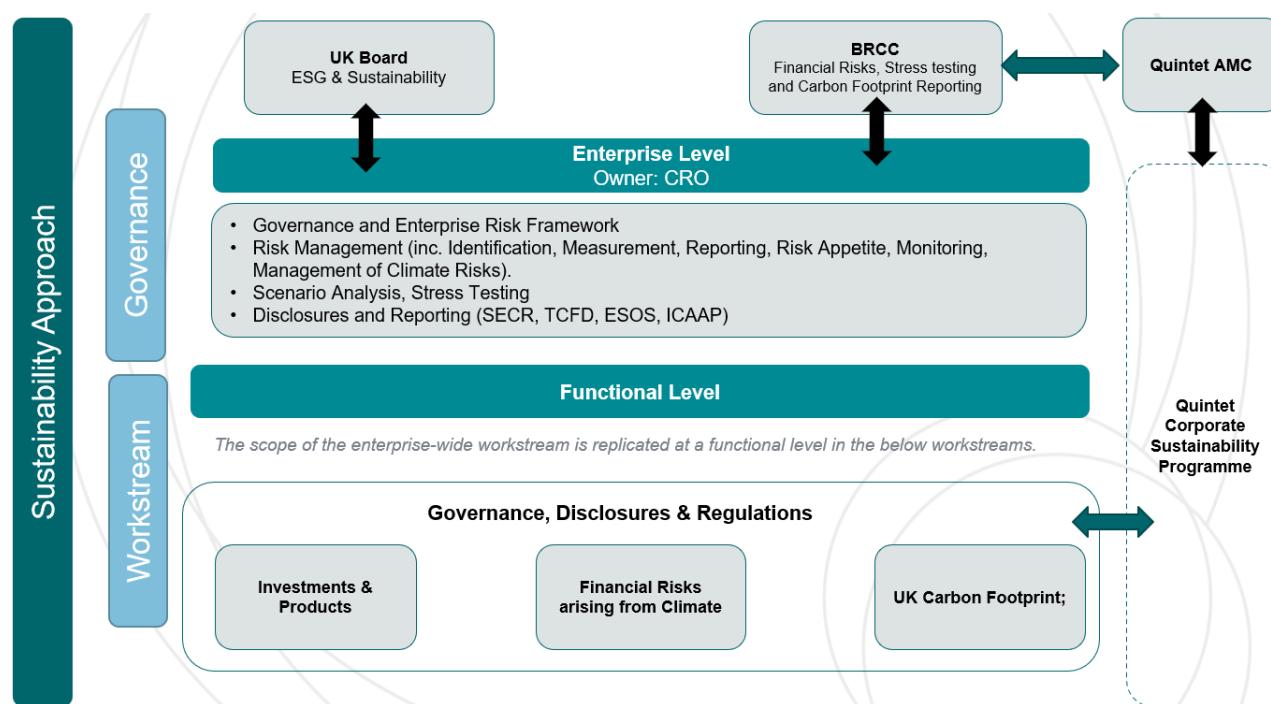 Sustainability Approach
Governance
Workstream
UK Board
ESG & Sustainability
BRCC
Financial Risks, Stress testing
and Carbon Footprint Reporting
Quintet AMC
Enterprise Level
Owner: CRO
• Governance and Enterprise Risk Framework
• Risk Management (inc. Identification, Measurement, Reporting, Risk Appetite, Monitoring,
Management of Climate Risks).
• Scenario Analysis, Stress Testing
• Disclosures and Reporting (SECR, TCFD, ESOS, ICAAP)
Functional Level
The scope of the enterprise-wide workstream is replicated at a functional level in the below workstreams.
Governance, Disclosures & Regulations
Investments &
Products
Financial Risks
arising from Climate
UK Carbon Footprint;
Quintet
Corporate
Sustainability
Programme